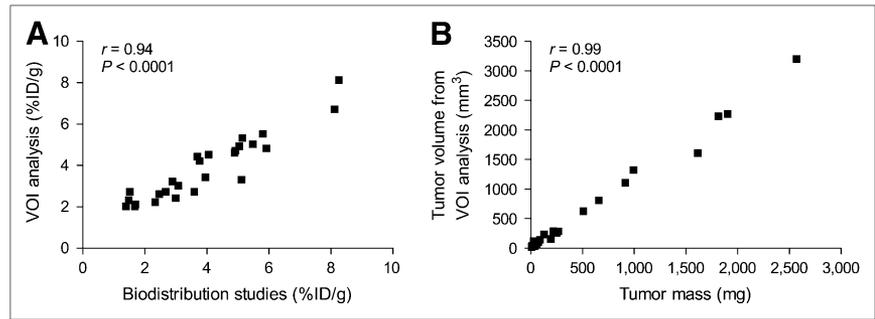 A
r = 0.94
P < 0.0001
VOI analysis (%ID/g)
10
8
6
4
2
0
0 2 4 6 8 10
Biodistribution studies (%ID/g)
B
r = 0.99
P < 0.0001
Tumor volume from
VOI analysis (mm³)
3500
3000
2500
2000
1500
1000
500
0
0 500 1,000 1,500 2,000 2,500 3,000
Tumor mass (mg)